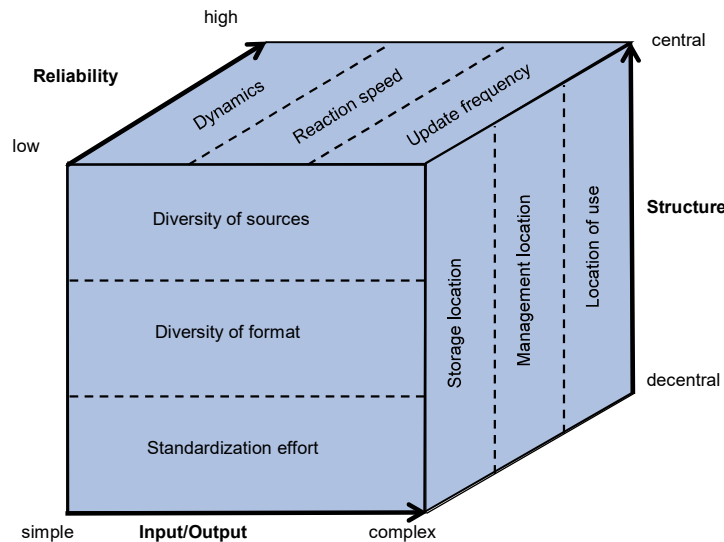 high
central
Reliability
Dynamics
Reaction speed
Update frequency
low
Diversity of sources
Structure
Diversity of format
Storage location
Management location
Location of use
decentral
Standardization effort
simple
Input/Output
complex